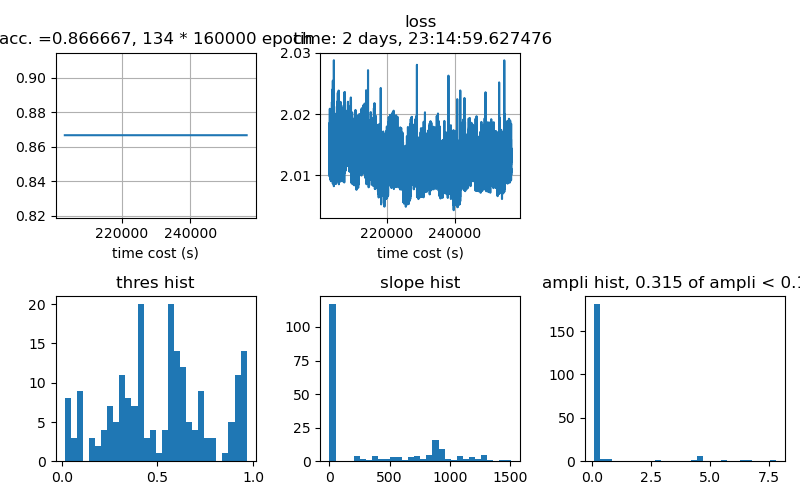 loss
acc. =0.866667, 134 * 160000 epoch
time: 2 days, 23:14:59.627476
0.90
0.88
0.86
0.84
0.82
220000 240000
time cost (s)
2.03
2.02
2.01
220000 240000
time cost (s)
thres hist
20
15
10
5
0
0.0 0.5 1.0
slope hist
100
75
50
25
0
0 500 1000 1500
ampli hist, 0.315 of ampli < 0.1
150
100
50
0
0.0 2.5 5.0 7.5